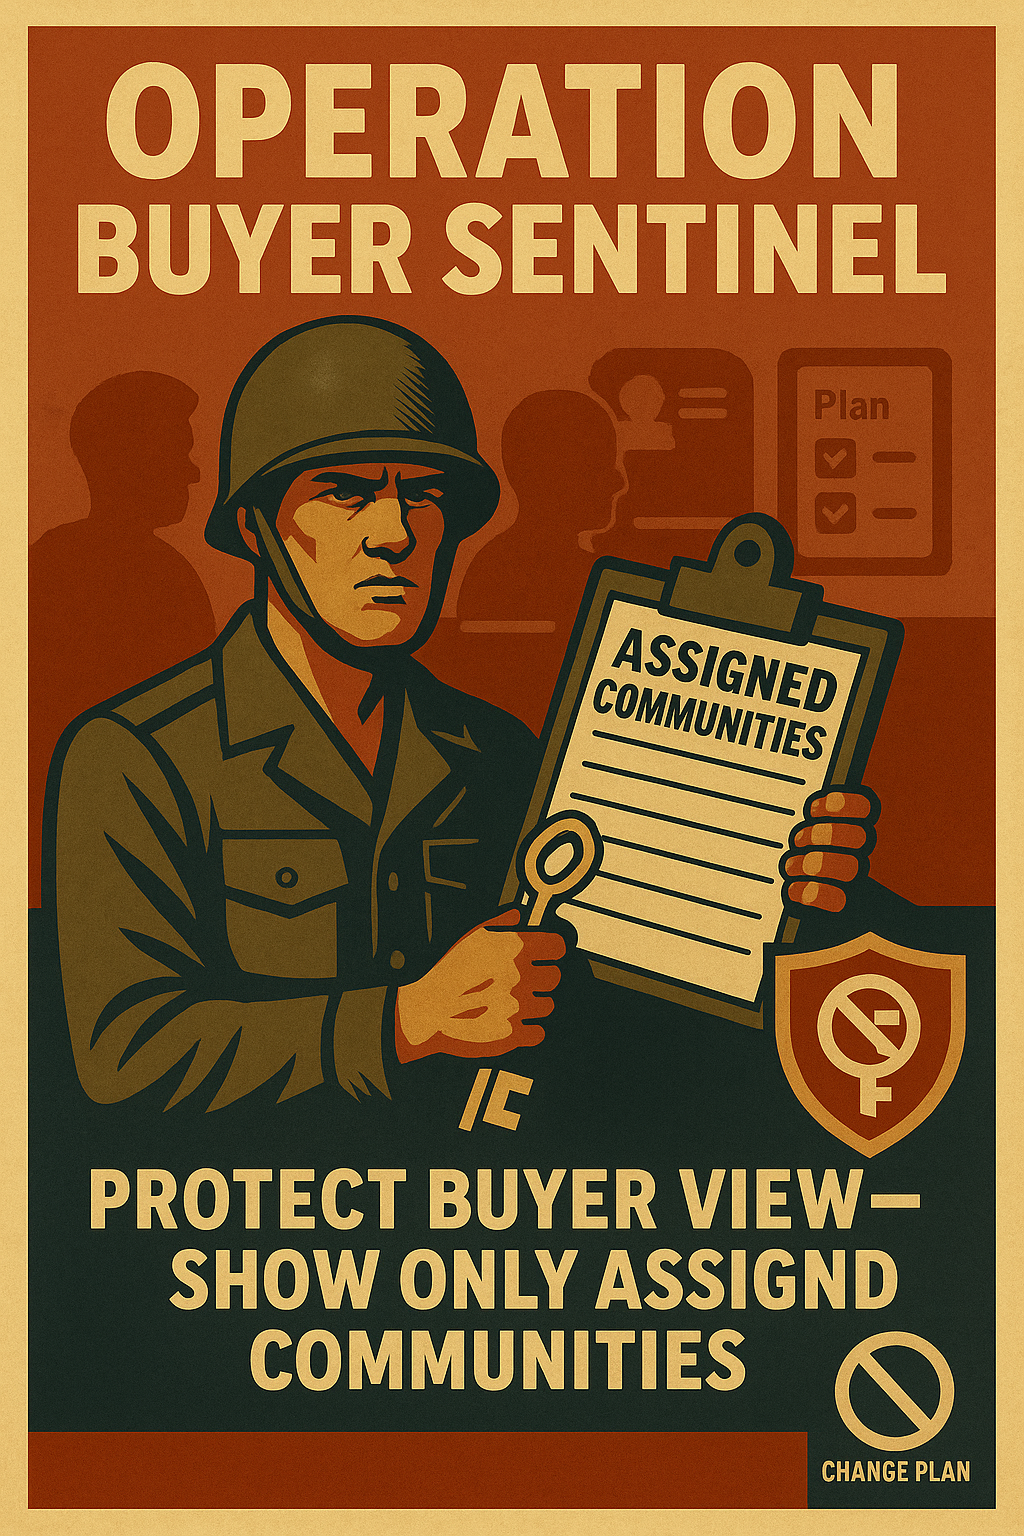 OPERATION
BUYER SENTINEL
Plan
ASSIGNED
COMMUNITIES
PROTECT BUYER VIEW—
SHOW ONLY ASSIGND
COMMUNITIES
CHANGE PLAN